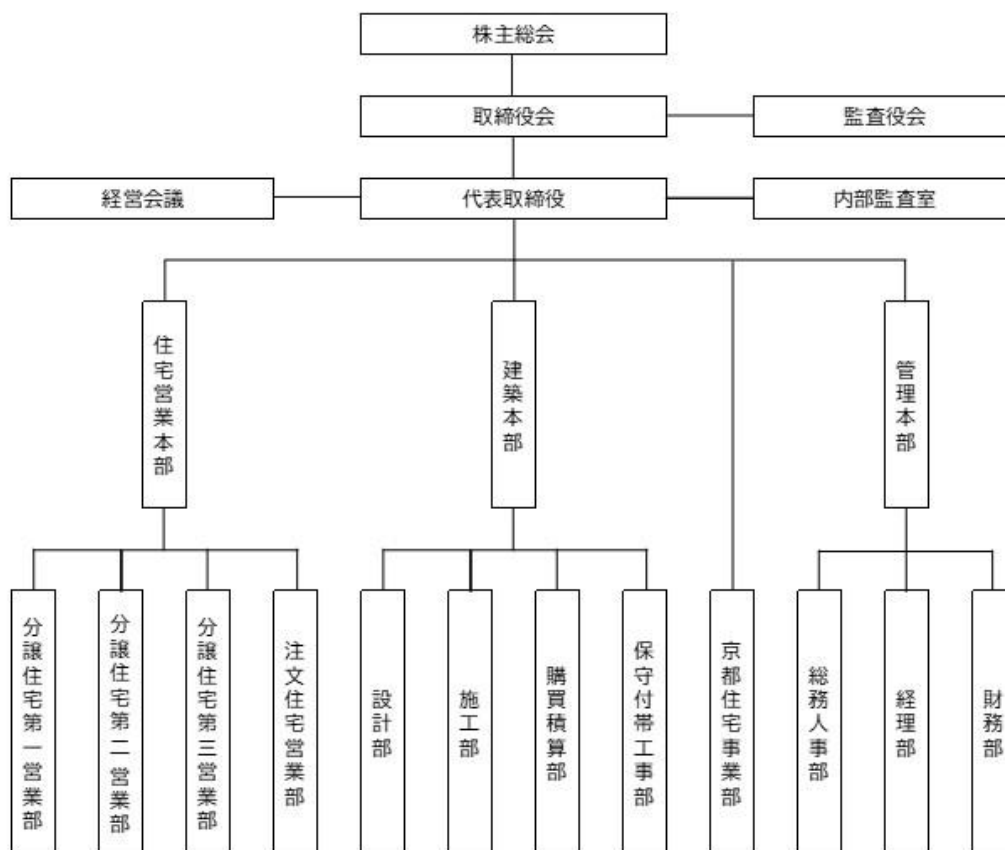 株主総会
取締役会
監査役会
経営会議
代表取締役
内部監査室
住宅営業本部
建築本部
管理本部
分譲住宅第一営業部
分譲住宅第二営業部
分譲住宅第三営業部
注文住宅営業部
設計部
施工部
購買積算部
保守付帯工事部
京都住宅事業部
総務人事部
経理部
財務部